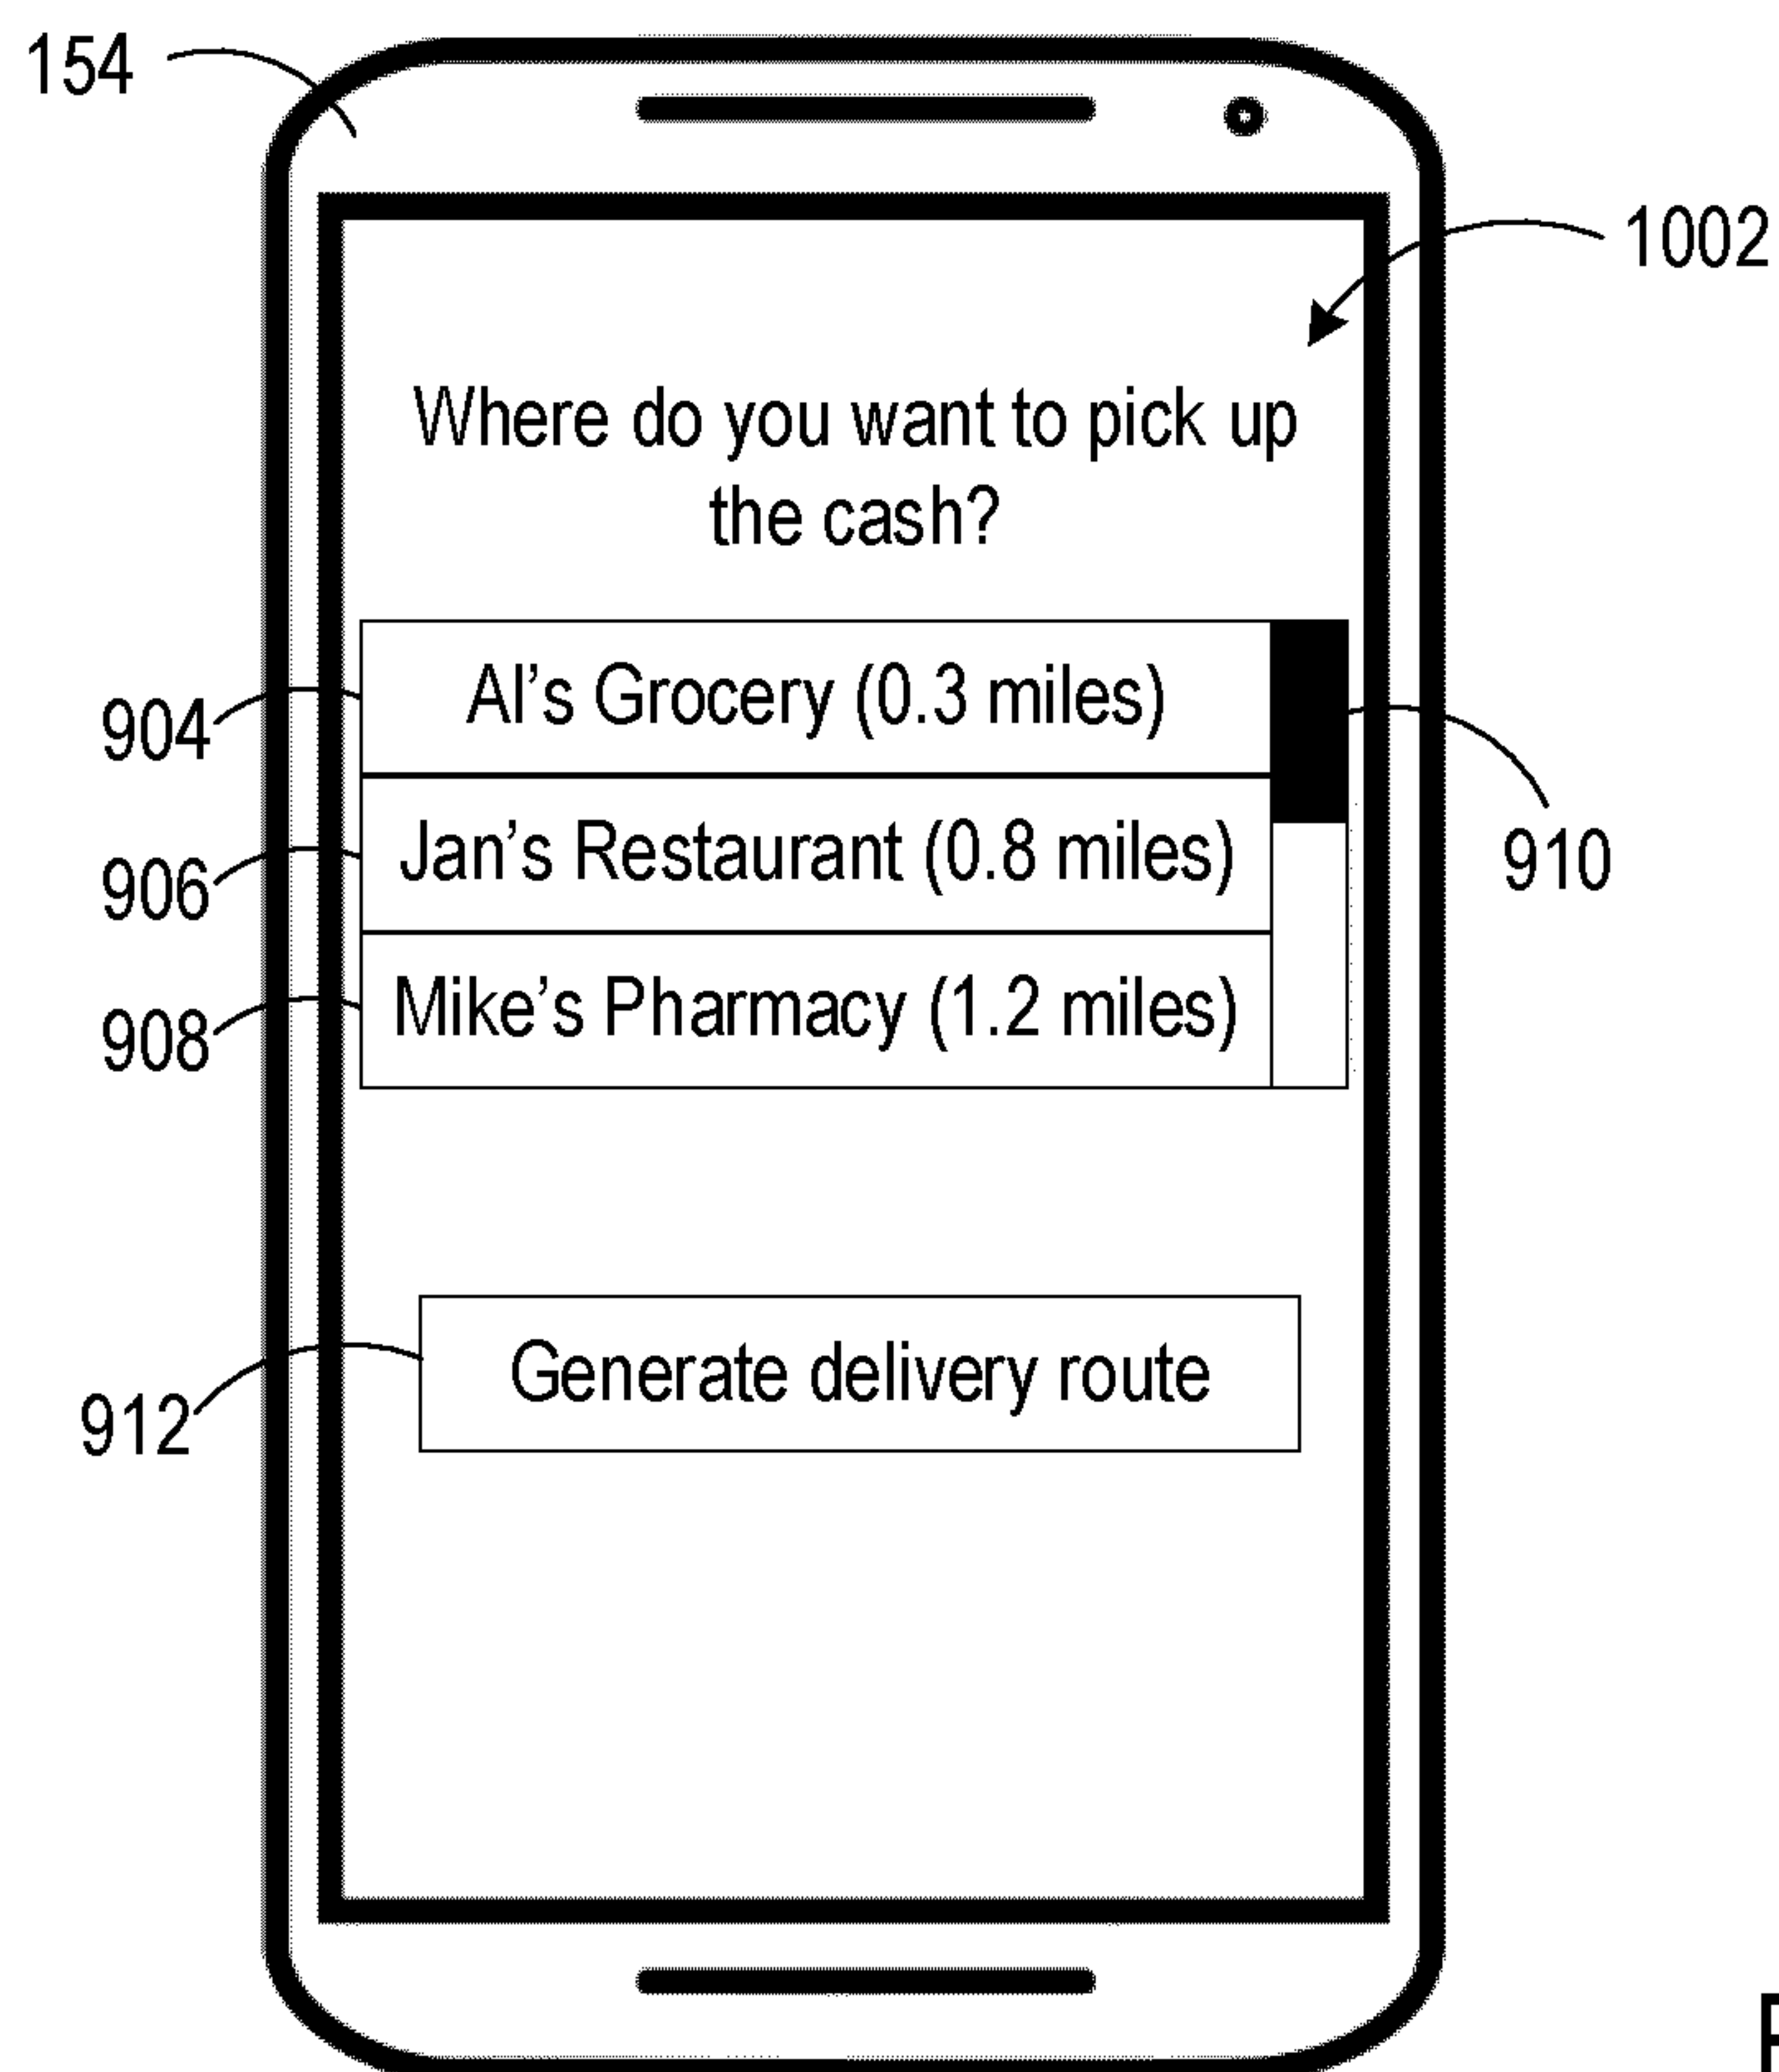 154
1002
Where do you want to pick up
the cash?
904
Al's Grocery (0.3 miles)
910
906
Jan's Restaurant (0.8 miles)
908
Mike's Pharmacy (1.2 miles)
912
Generate delivery route